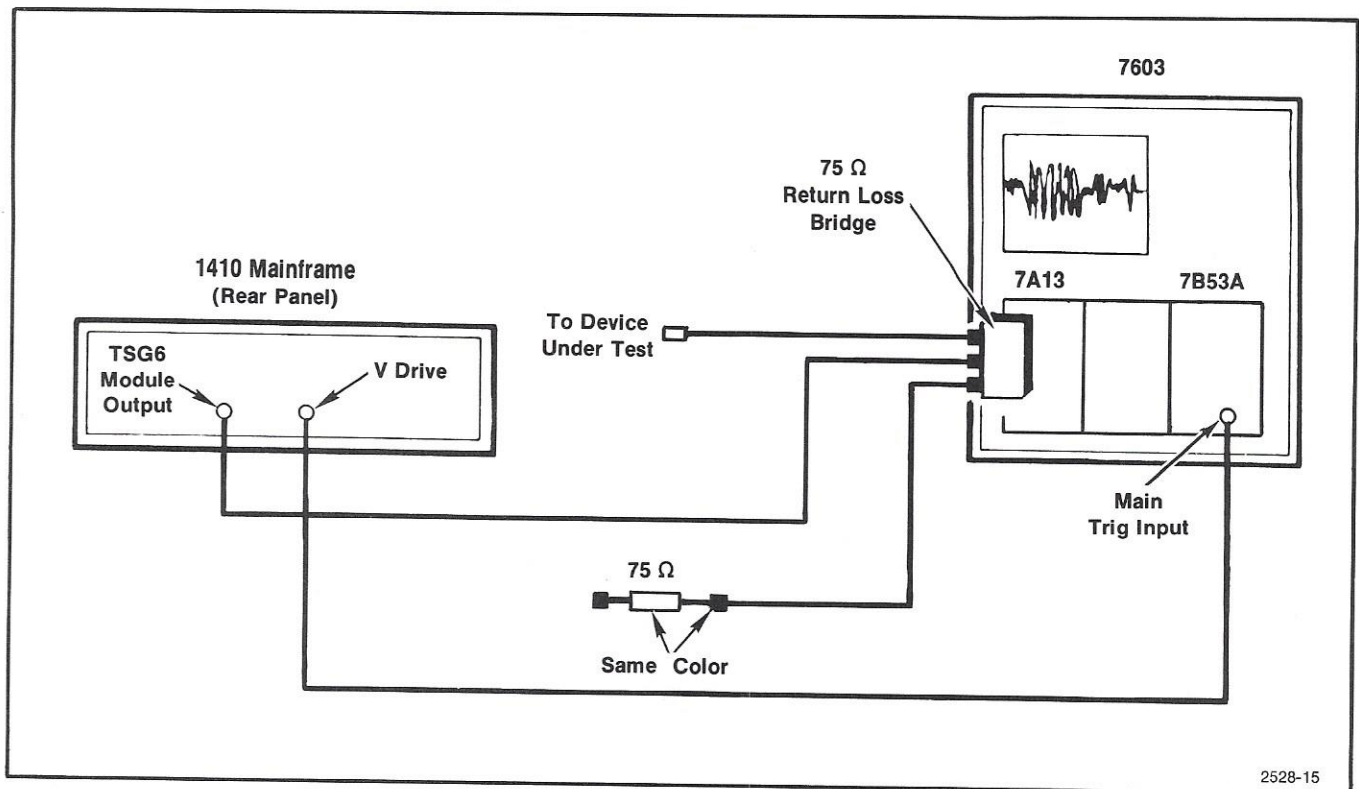 7603
75 Ω
Return Loss
Bridge
1410 Mainframe
(Rear Panel)
7A13
7B53A
To Device
Under Test
TSG6
Module
Output
V Drive
Main
Trig Input
75 Ω
Same Color
2528-15